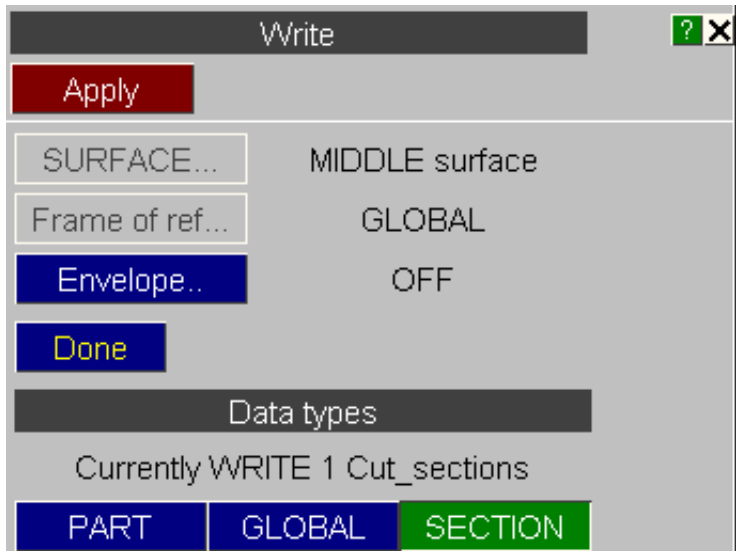 Write ?
Apply
SURFACE... MIDDLE surface
Frame of ref... GLOBAL
Envelope.. OFF
Done
Data types
Currently WRITE 1 Cut_sections
PART GLOBAL SECTION